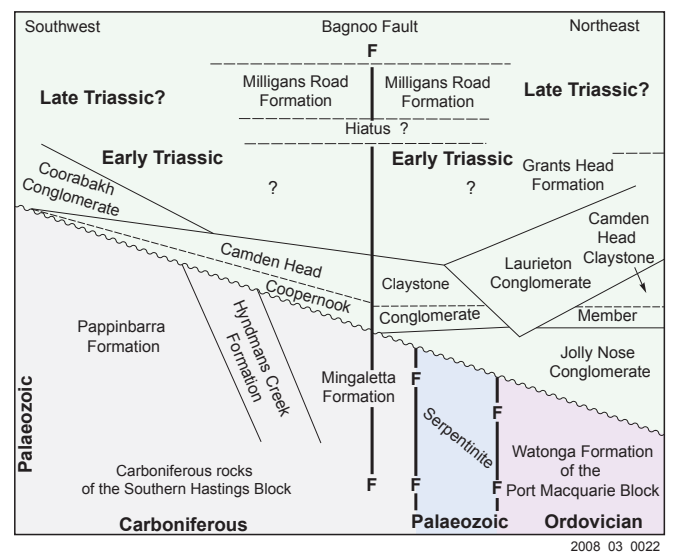 Southwest
Bagnoo Fault
Northeast
F
Milligans Road
Formation
Milligans Road
Formation
Late Triassic?
Late Triassic?
Hiatus ?
Early Triassic
Early Triassic
?
?
Grants Head
Formation
Coorabakh
Conglomerate
Camden
Head
Claystone
Camden Head
Claystone
Laurieton
Conglomerate
Coopernook
Conglomerate
Member
Pappinbarra
Formation
Hyndmans Creek
Formation
Mingaletta
Formation
Jolly Nose
Conglomerate
F
F
Serpentinite
Palaeozoic
Watonga Formation
of the
Port Macquarie Block
Carboniferous rocks
of the Southern Hastings Block
F
F
F
Carboniferous
Palaeozoic
Ordovician
2008 03 0022